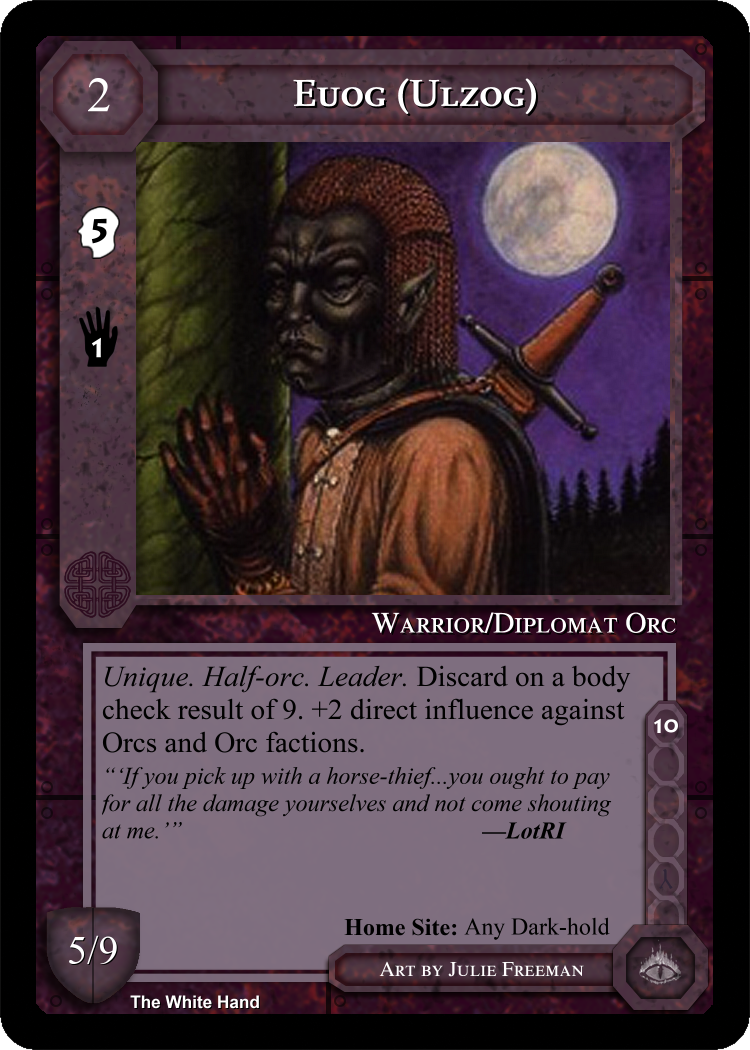 2
Euog (Ulzog)
5
1
Warrior/Diplomat Orc
Unique. Half-orc. Leader. Discard on a body
check result of 9. +2 direct influence against
Orcs and Orc factions.
“‘If you pick up with a horse-thief...you ought to pay
for all the damage yourselves and not come shouting
at me.’”
—LotRI
10
Home Site: Any Dark-hold
5/9
Art by Julie Freeman
The White Hand